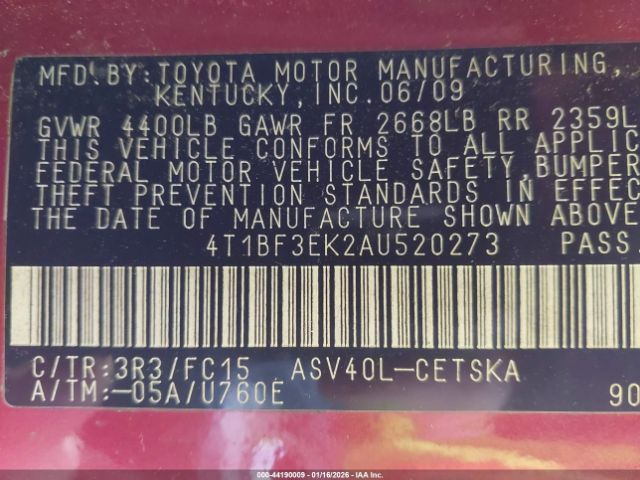 MFD. BY: TOYOTA MOTOR MANUFACTURING,
KENTUCKY, INC. 06/09
GVWR 4400LB GAWR FR 2668LB RR 2359L
THIS VEHICLE CONFORMS TO ALL APPLIC
FEDERAL MOTOR VEHICLE SAFETY, BUMPER
THEFT PREVENTION STANDARDS IN EFFEC
THE DATE OF MANUFACTURE SHOWN ABOVE
4T1BF3EK2AU520273 PASS.
C/TR:3R3/FC15 ASV40L-CETSKA
A/TM:-05A/U760E 90
000-44190009 - 01/16/2026 - IAA Inc.